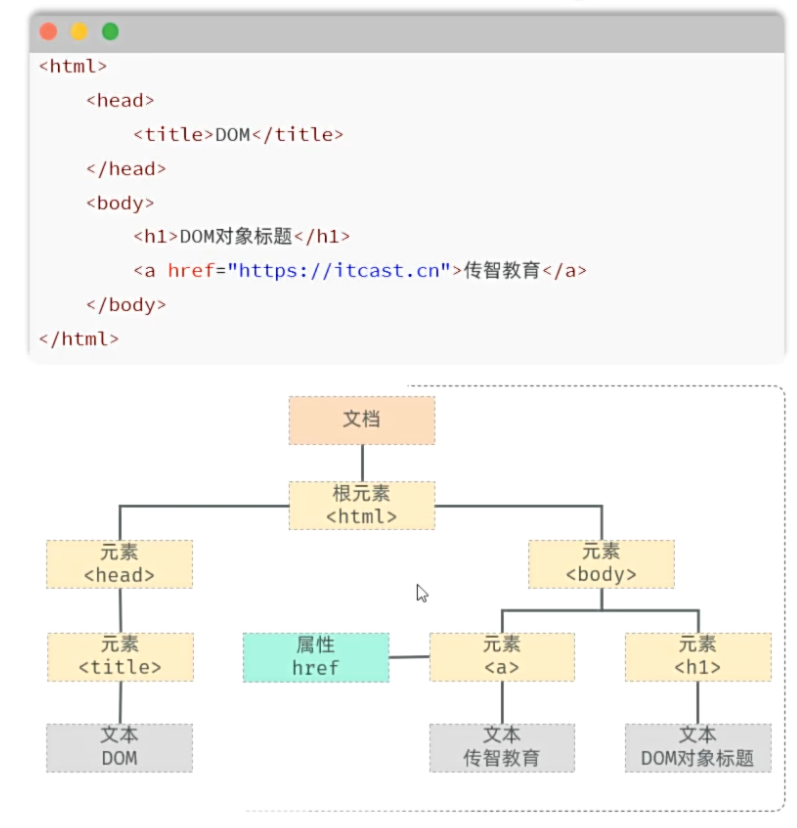 <html>
<head>
<title>DOM</title>
</head>
<body>
<h1>DOM对象标题</h1>
<a href="https://itcast.cn">传智教育</a>
</body>
</html>
文档
根元素
<html>
元素
<head>
元素
<body>
元素
<title>
属性
href
元素
<a>
元素
<h1>
文本
DOM
文本
传智教育
文本
DOM对象标题